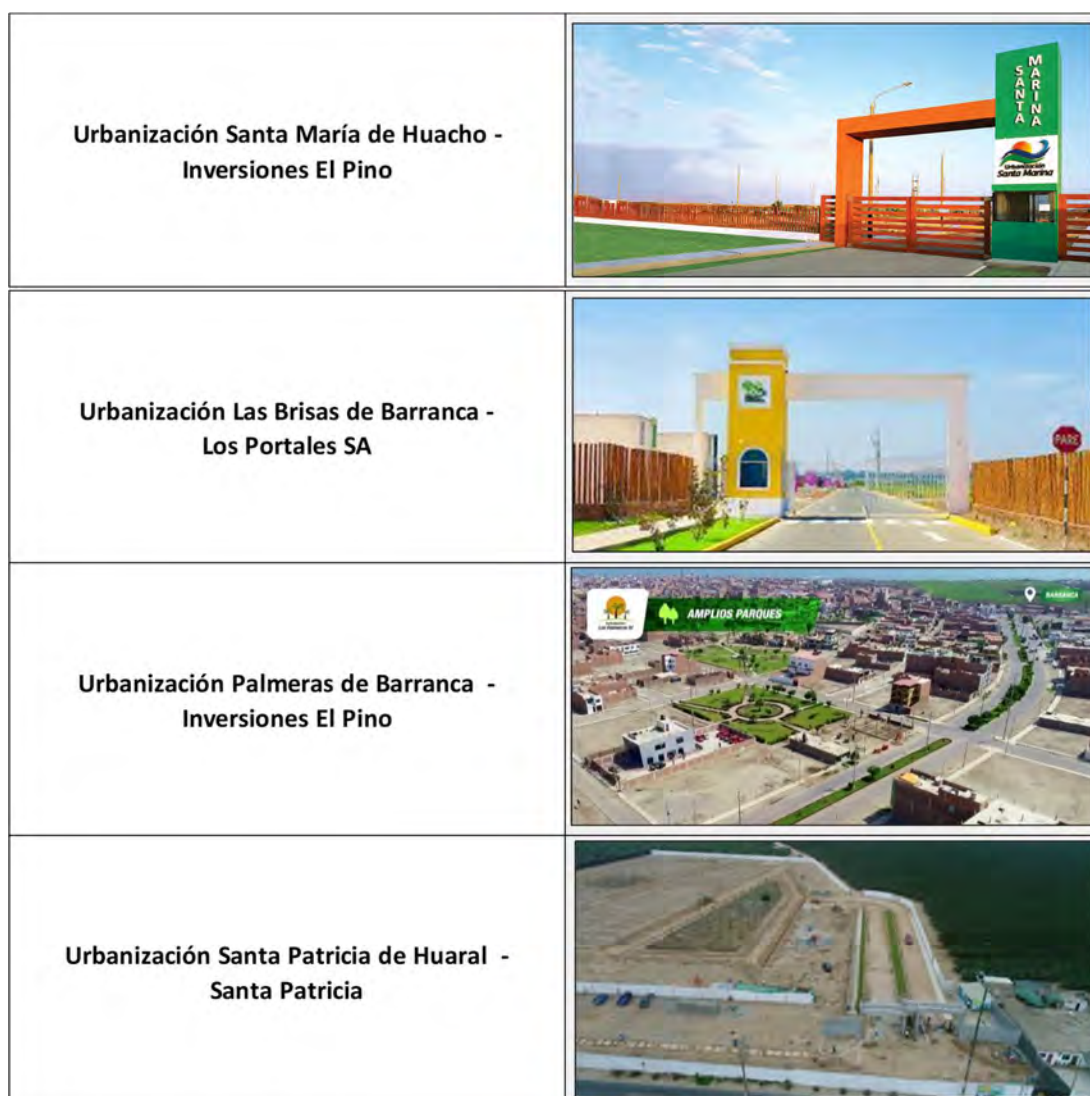 Urbanización Santa María de Huacho -
Inversiones El Pino
SANTA
MARINA
Urbanización
Santa Marina
Urbanización Las Brisas de Barranca -
Los Portales SA
PARE
Urbanización Palmeras de Barranca -
Inversiones El Pino
AMPLIOS PARQUES
BARRANCA
Urbanización Santa Patricia de Huaral -
Santa Patricia